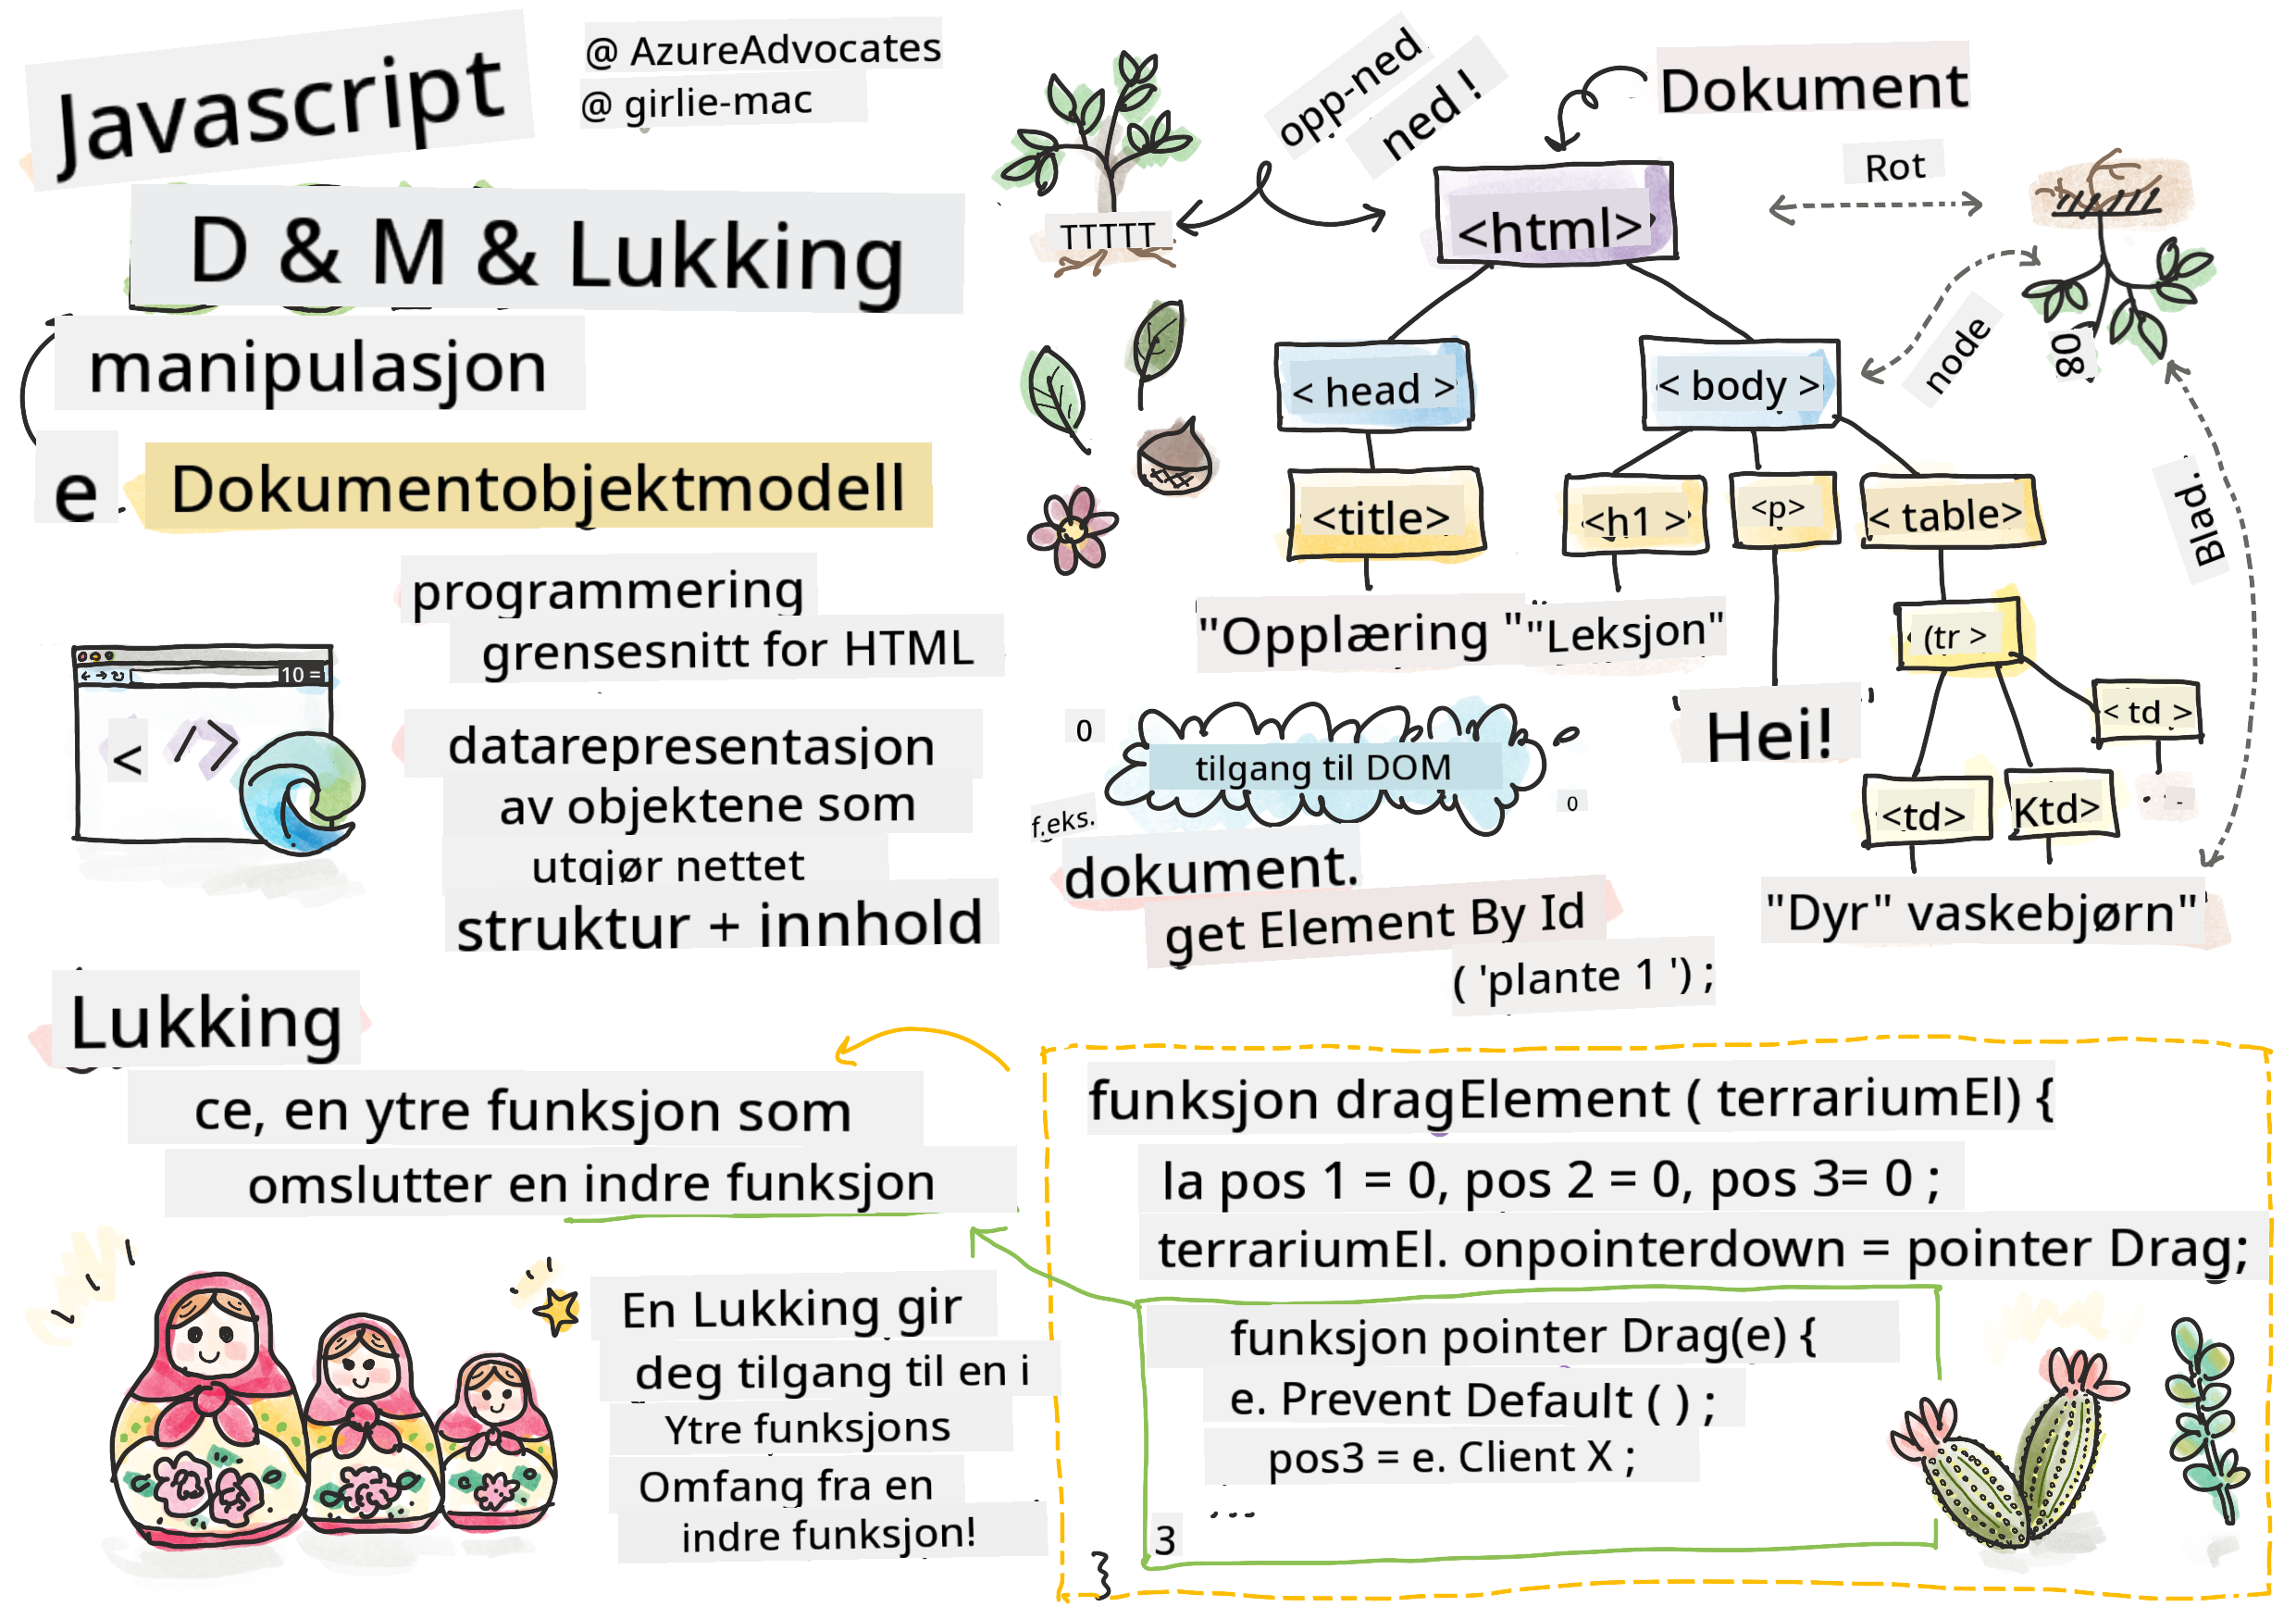 Javascript
@ AzureAdvocates
@ girlie-mac
D & M & Lukking
manipulasjon
e Dokumentobjektmodell
programmering
grensesnitt for HTML
datarepresentasjon
av objektene som
utgjør nettet
struktur + innhold
10 =
< />
opp-ned
ned !
TTTTT
Dokument
Rot
node
08
Blad.
<html>
< head >
< body >
<title>
<h1 >
<p>
< table>
"Opplæring "
"Leksjon"
(tr >
Hei!
< td >
<td>
Ktd>
"Dyr" vaskebjørn"
0
tilgang til DOM
0
f.eks.
dokument.
get Element By Id
( 'plante 1 ') ;
Lukking
ce, en ytre funksjon som
omslutter en indre funksjon
En Lukking gir
deg tilgang til en i
Ytre funksjons
Omfang fra en
indre funksjon!
funksjon dragElement ( terrariumEl) {
la pos 1 = 0, pos 2 = 0, pos 3= 0 ;
terrariumEl. onpointerdown = pointer Drag;
funksjon pointer Drag(e) {
e. Prevent Default ( ) ;
pos3 = e. Client X ;
...
3
}